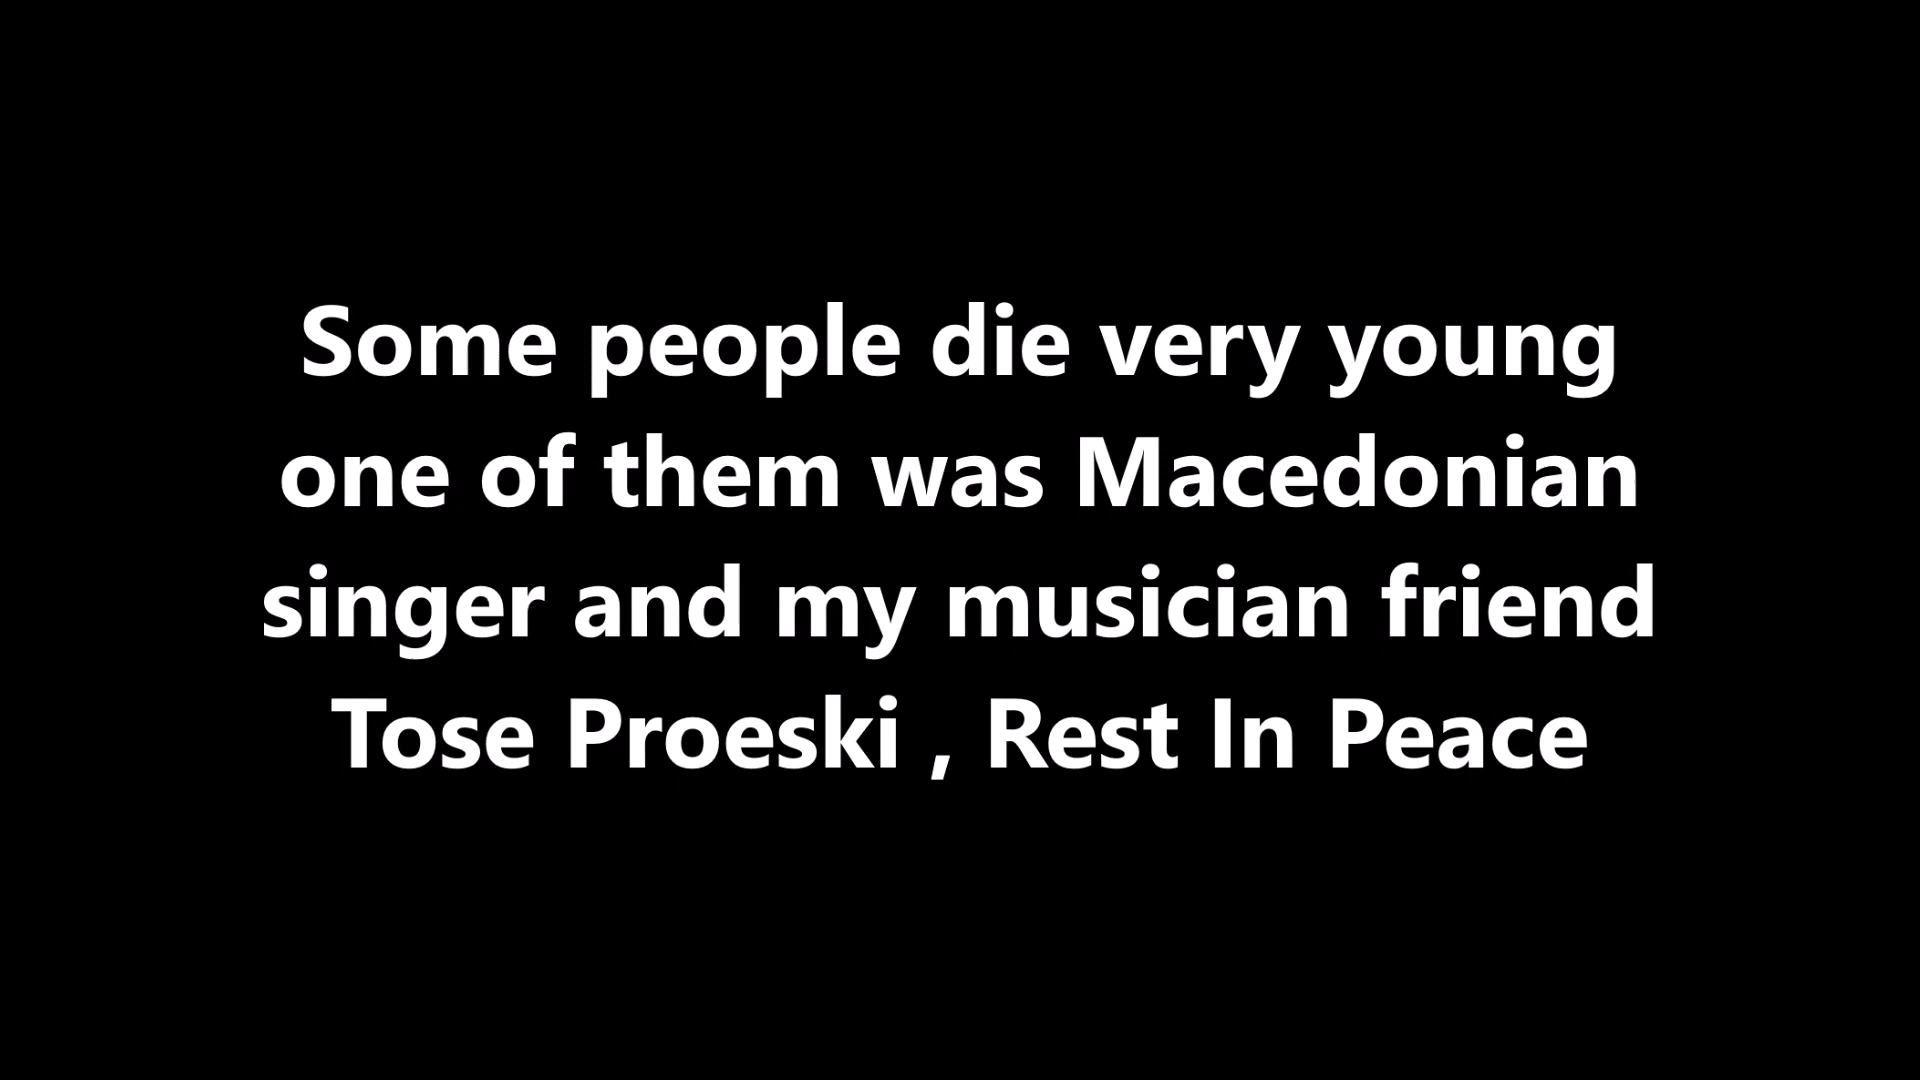 Some people die very young
one of them was Macedonian
singer and my musician friend
Tose Proeski , Rest In Peace